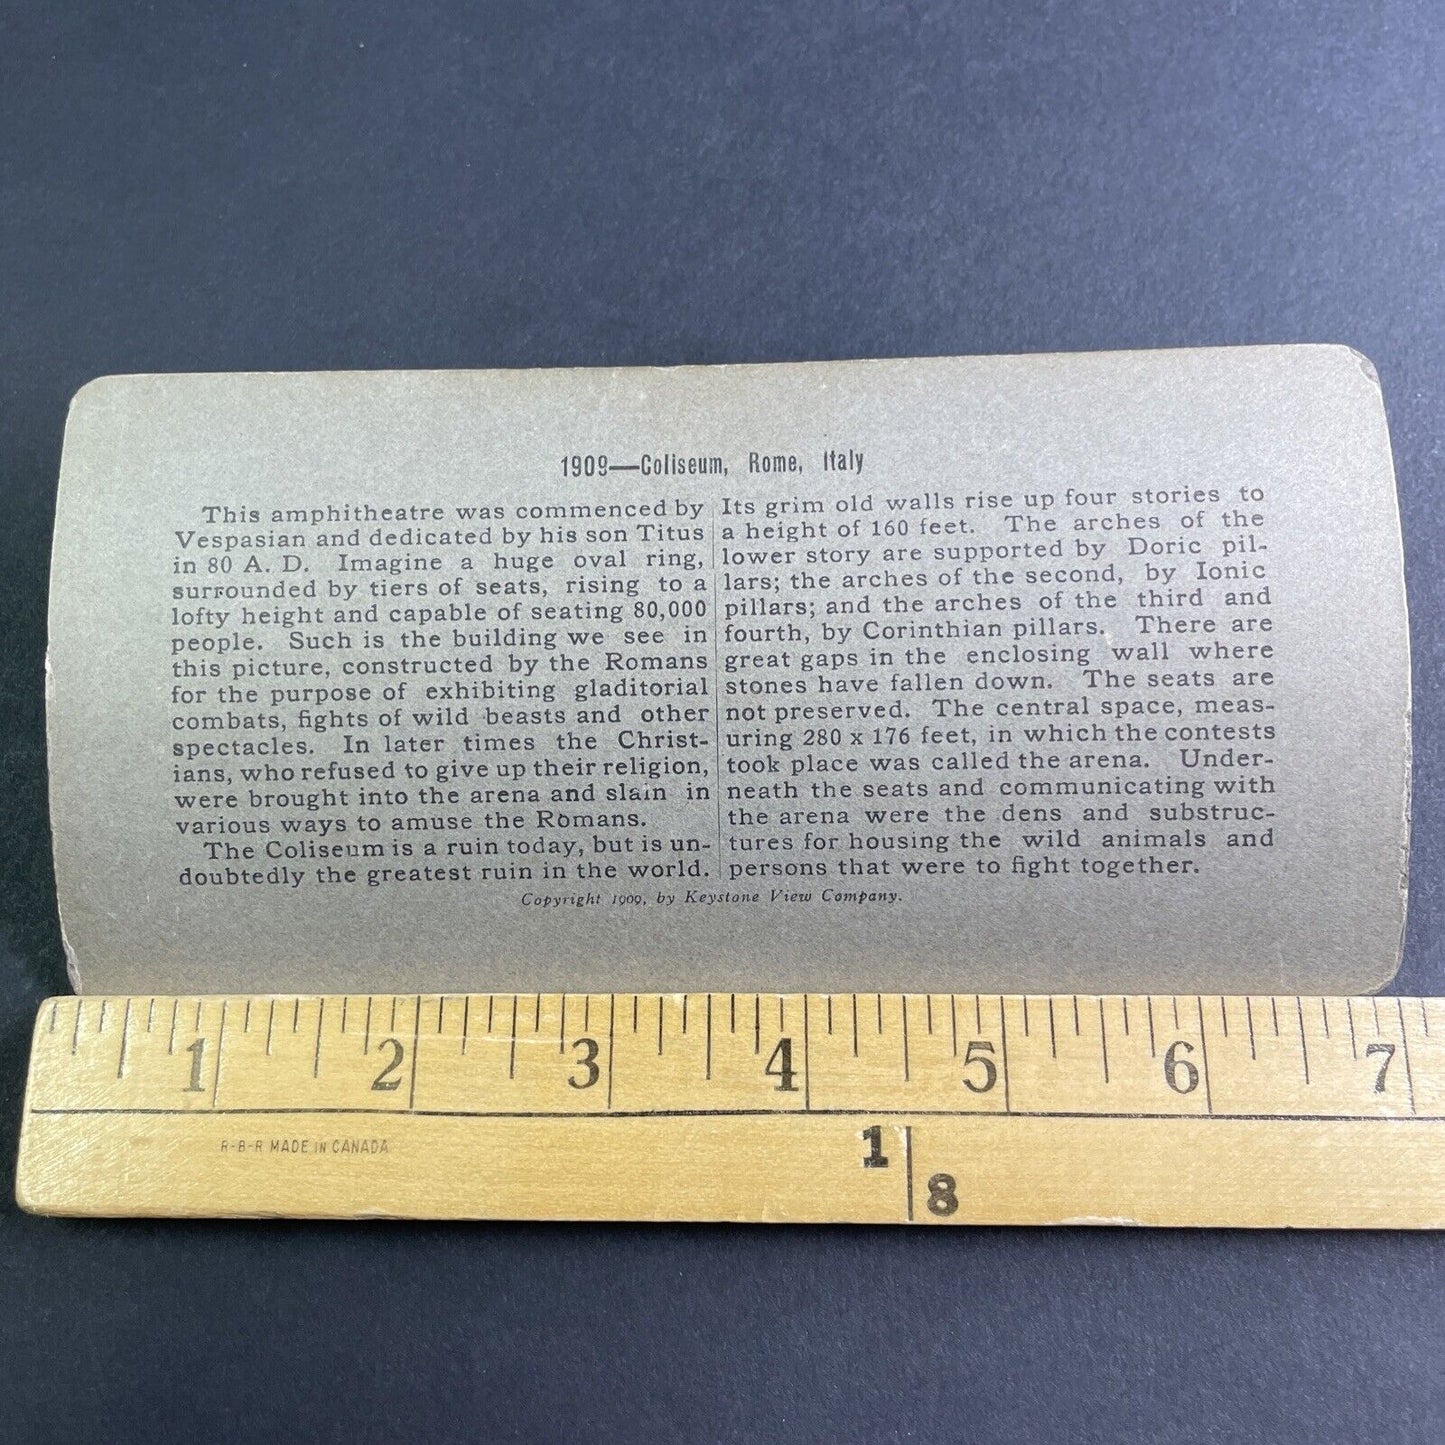 1909—Coliseum, Rome, Italy
This amphitheatre was commenced by
Vespasian and dedicated by his son Titus
in 80 A. D. Imagine a huge oval ring,
surrounded by tiers of seats, rising to a
lofty height and capable of seating 80,000
people. Such is the building we see in
this picture, constructed by the Romans
for the purpose of exhibiting gladitorial
combats, fights of wild beasts and other
spectacles. In later times the Christ-
ians, who refused to give up their religion,
were brought into the arena and slain in
various ways to amuse the Romans.
The Coliseum is a ruin today, but is un-
doubtedly the greatest ruin in the world.
Its grim old walls rise up four stories to
a height of 160 feet. The arches of the
lower story are supported by Doric pil-
lars; the arches of the second, by Ionic
pillars; and the arches of the third and
fourth, by Corinthian pillars. There are
great gaps in the enclosing wall where
stones have fallen down. The seats are
not preserved. The central space, meas-
uring 280 x 176 feet, in which the contests
took place was called the arena. Under-
neath the seats and communicating with
the arena were the dens and substruc-
tures for housing the wild animals and
persons that were to fight together.
Copyright 1909, by Keystone View Company.
1 2 3 4 5 6 7
R-B-R MADE IN CANADA
1
8